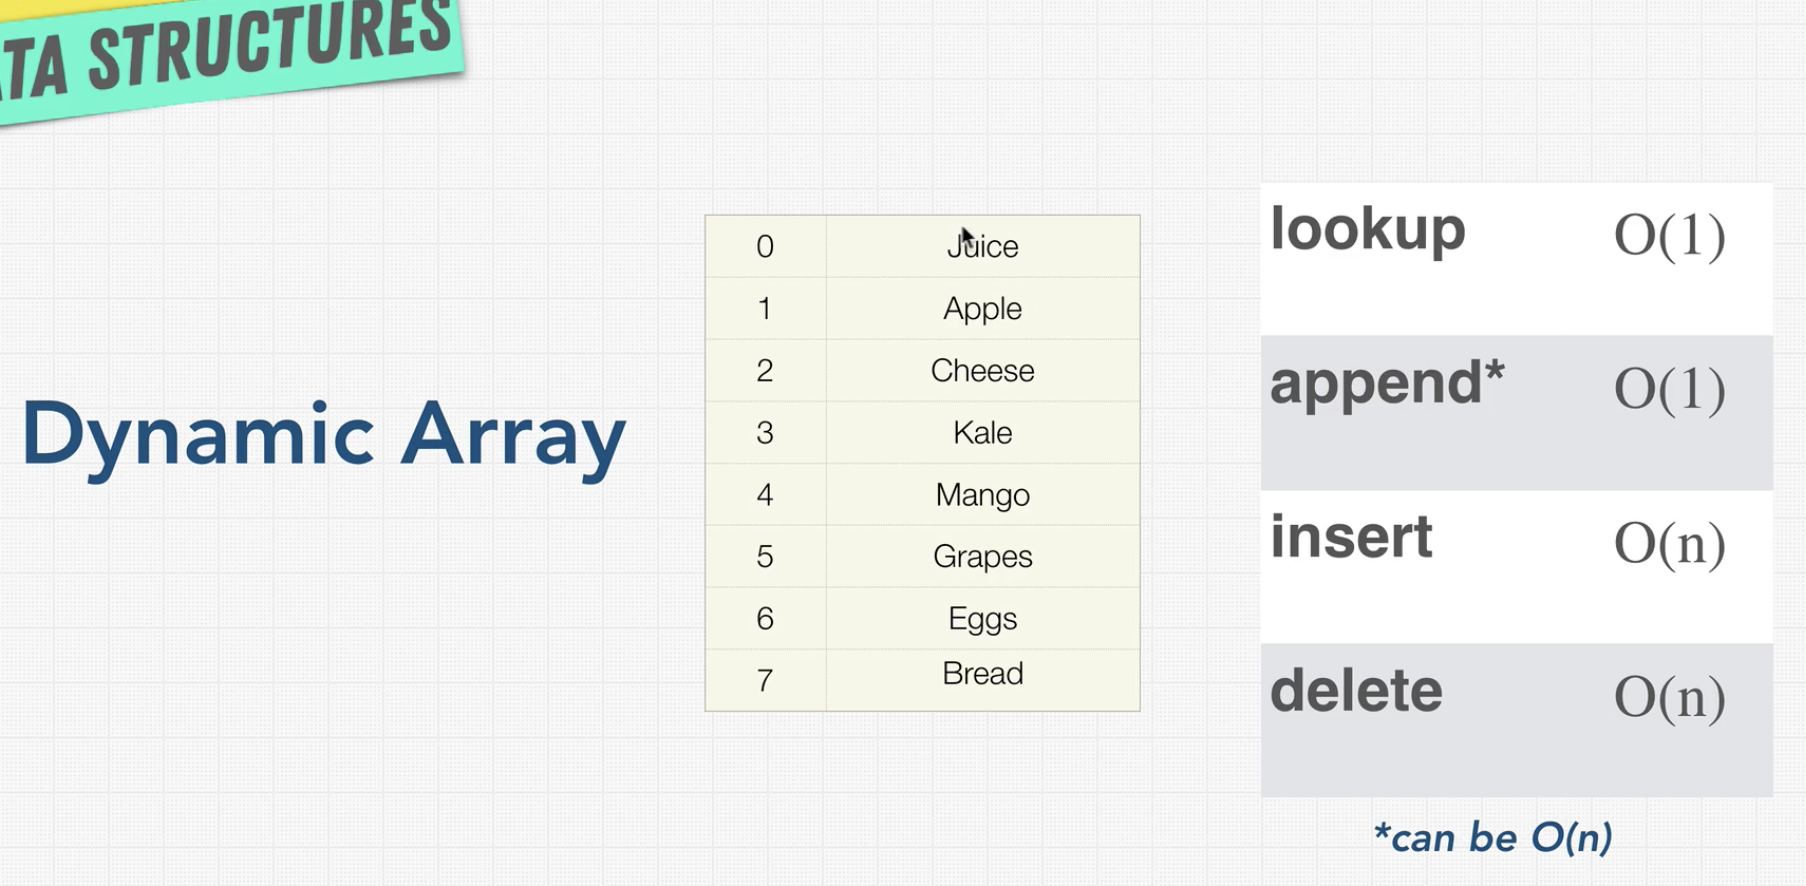 TA STRUCTURES
Dynamic Array
0 Juice
1 Apple
2 Cheese
3 Kale
4 Mango
5 Grapes
6 Eggs
7 Bread
lookup O(1)
append* O(1)
insert O(n)
delete O(n)
*can be O(n)